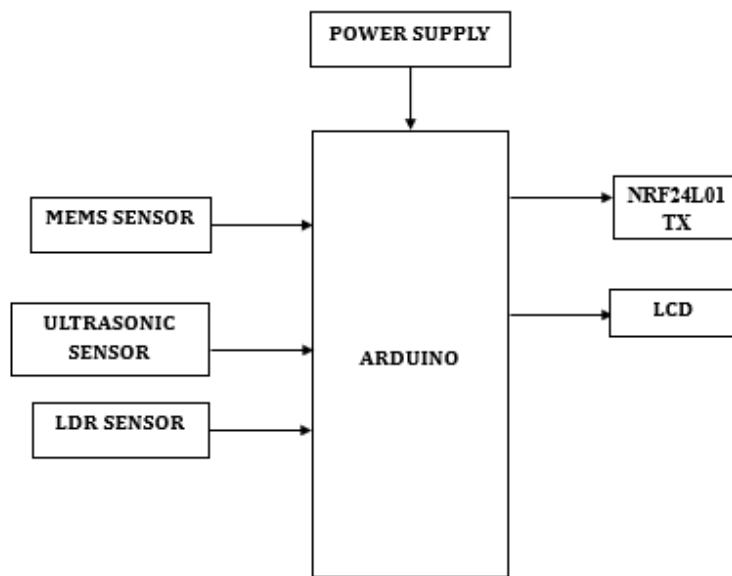 POWER SUPPLY
MEMS SENSOR
ULTRASONIC
SENSOR
LDR SENSOR
ARDUINO
NRF24L01
TX
LCD